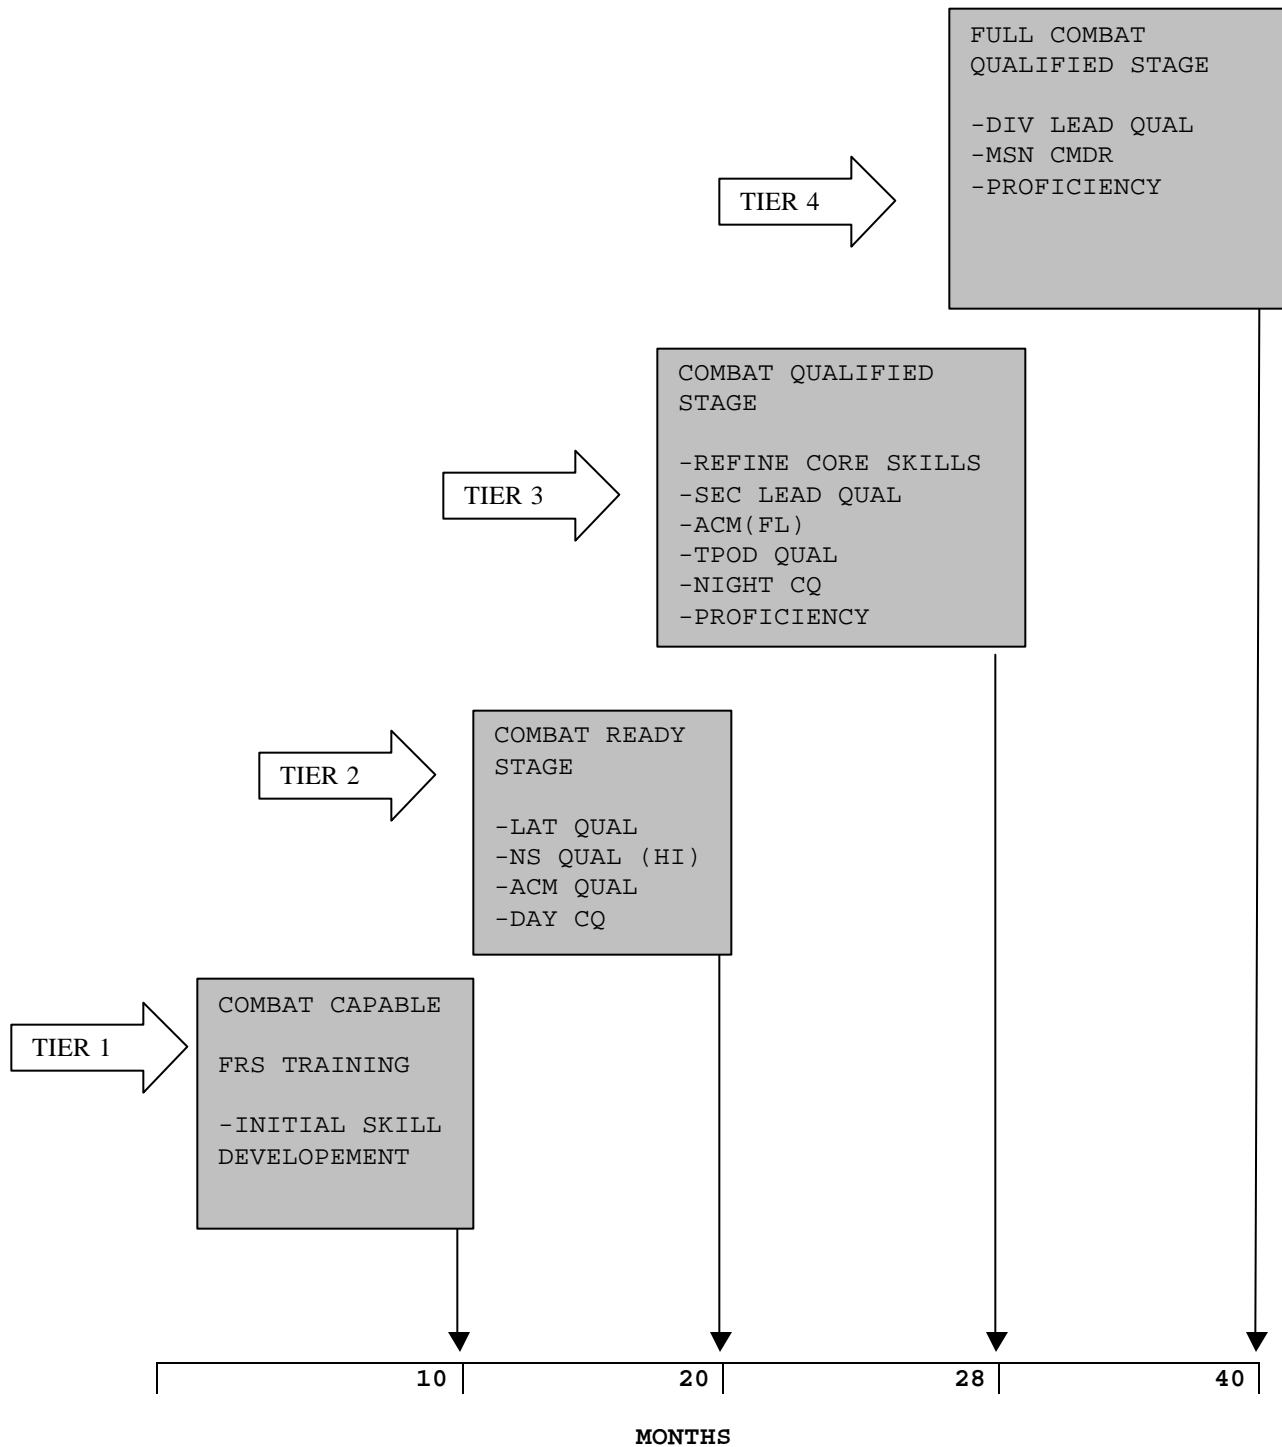 FULL COMBAT
QUALIFIED STAGE
-DIV LEAD QUAL
-MSN CMDR
-PROFICIENCY
TIER 4
COMBAT QUALIFIED
STAGE
-REFINE CORE SKILLS
-SEC LEAD QUAL
-ACM(FL)
-TPOD QUAL
-NIGHT CQ
-PROFICIENCY
TIER 3
COMBAT READY
STAGE
-LAT QUAL
-NS QUAL (HI)
-ACM QUAL
-DAY CQ
TIER 2
COMBAT CAPABLE
FRS TRAINING
-INITIAL SKILL
DEVELOPEMENT
TIER 1
10 20 28 40
MONTHS